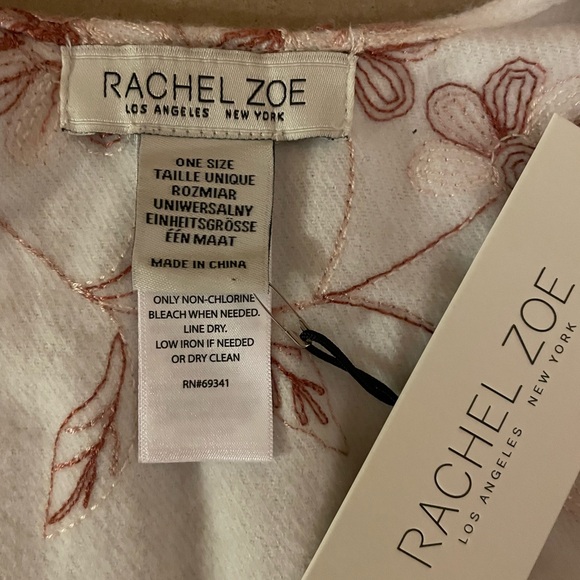 RACHEL ZOE
LOS ANGELES NEW YORK
ONE SIZE
TAILLE UNIQUE
ROZMIAR
UNIWERSALNY
EINHEITSGRÖSSE
ÉÉN MAAT
MADE IN CHINA
ONLY NON-CHLORINE
BLEACH WHEN NEEDED.
LINE DRY.
LOW IRON IF NEEDED
OR DRY CLEAN
RN#69341
RACHEL ZOE
LOS ANGELES NEW YORK